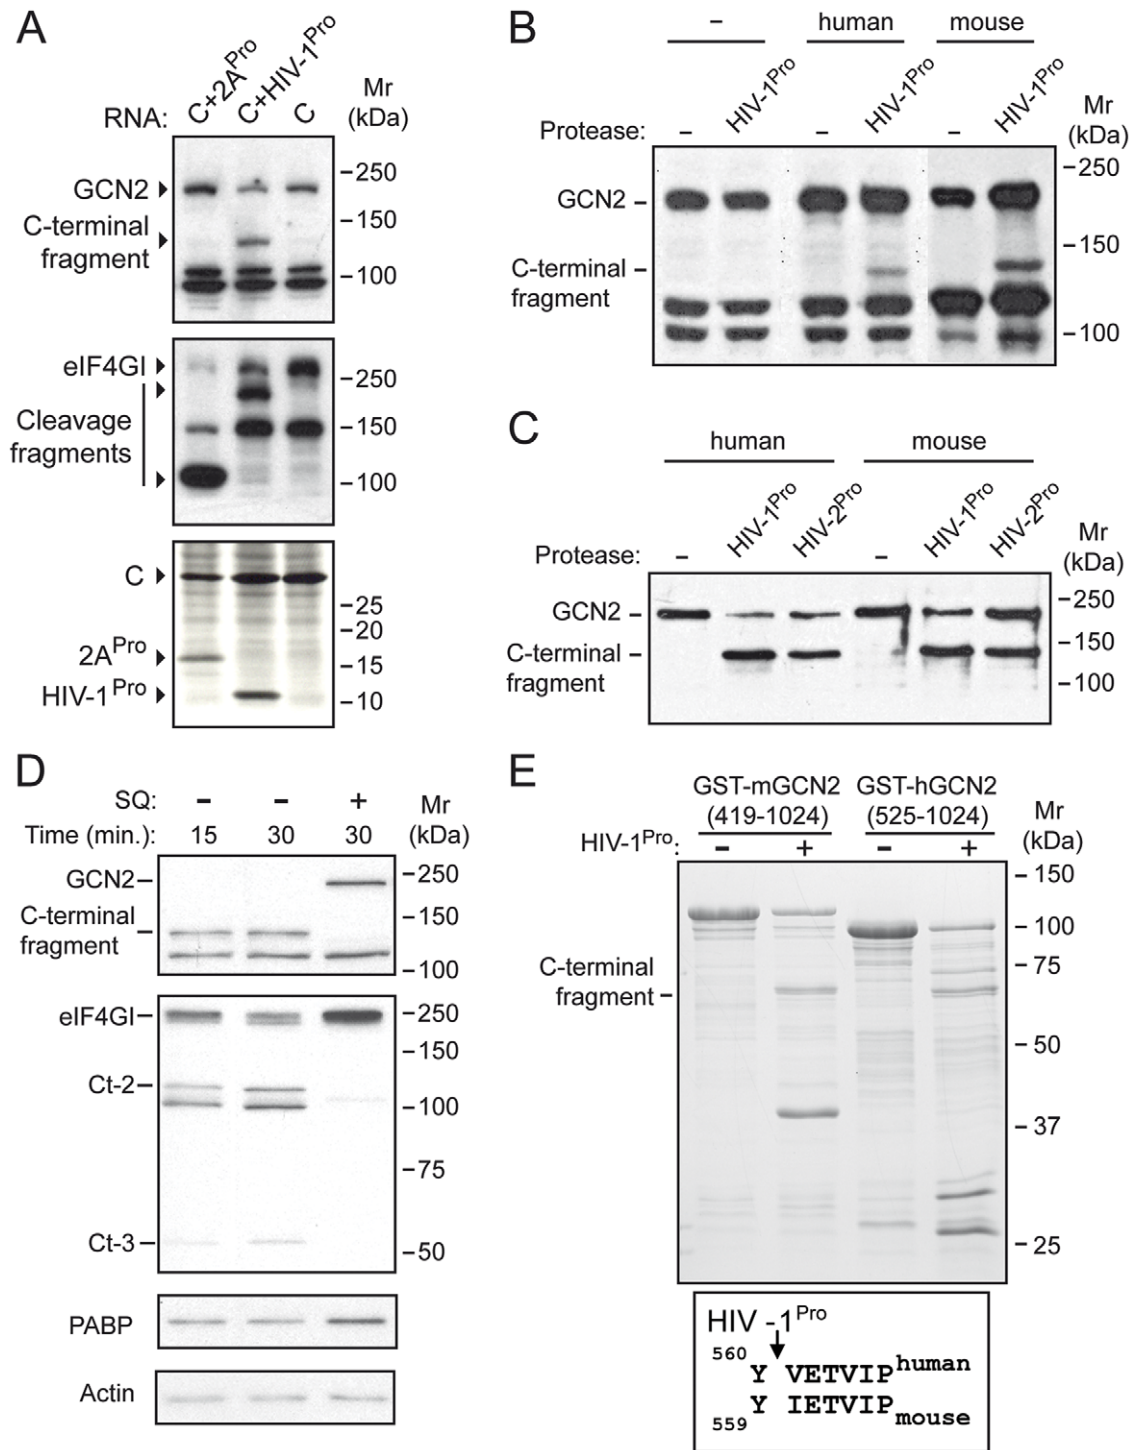 A
RNA: C+2A^Pro C+HIV-1^Pro C Mr (kDa)
GCN2
C-terminal
fragment
-250
-150
-100
eIF4GI
Cleavage
fragments
-250
-150
-100
C
2A^Pro
HIV-1^Pro
-25
-20
-15
-10
B
– human mouse
Protease: – HIV-1^Pro – HIV-1^Pro – HIV-1^Pro
Mr
(kDa)
GCN2 –
C-terminal –
fragment
-250
-150
-100
C
human mouse
Protease: – HIV-1^Pro HIV-2^Pro – HIV-1^Pro HIV-2^Pro
Mr
(kDa)
GCN2 –
C-terminal –
fragment
-250
-150
-100
D
SQ: - - + Mr
Time (min.): 15 30 30 (kDa)
GCN2–
C-terminal
fragment –
-250
-150
-100
eIF4GI–
Ct-2–
Ct-3–
-250
-150
-100
-75
-50
PABP
Actin
E
GST-mGCN2 GST-hGCN2
(419-1024) (525-1024)
Mr
(kDa)
HIV-1^Pro: - + - +
C-terminal
fragment –
- 150
- 100
- 75
- 50
- 37
- 25
HIV -1^Pro
560 Y VETVIP human
559 Y IETVIP mouse